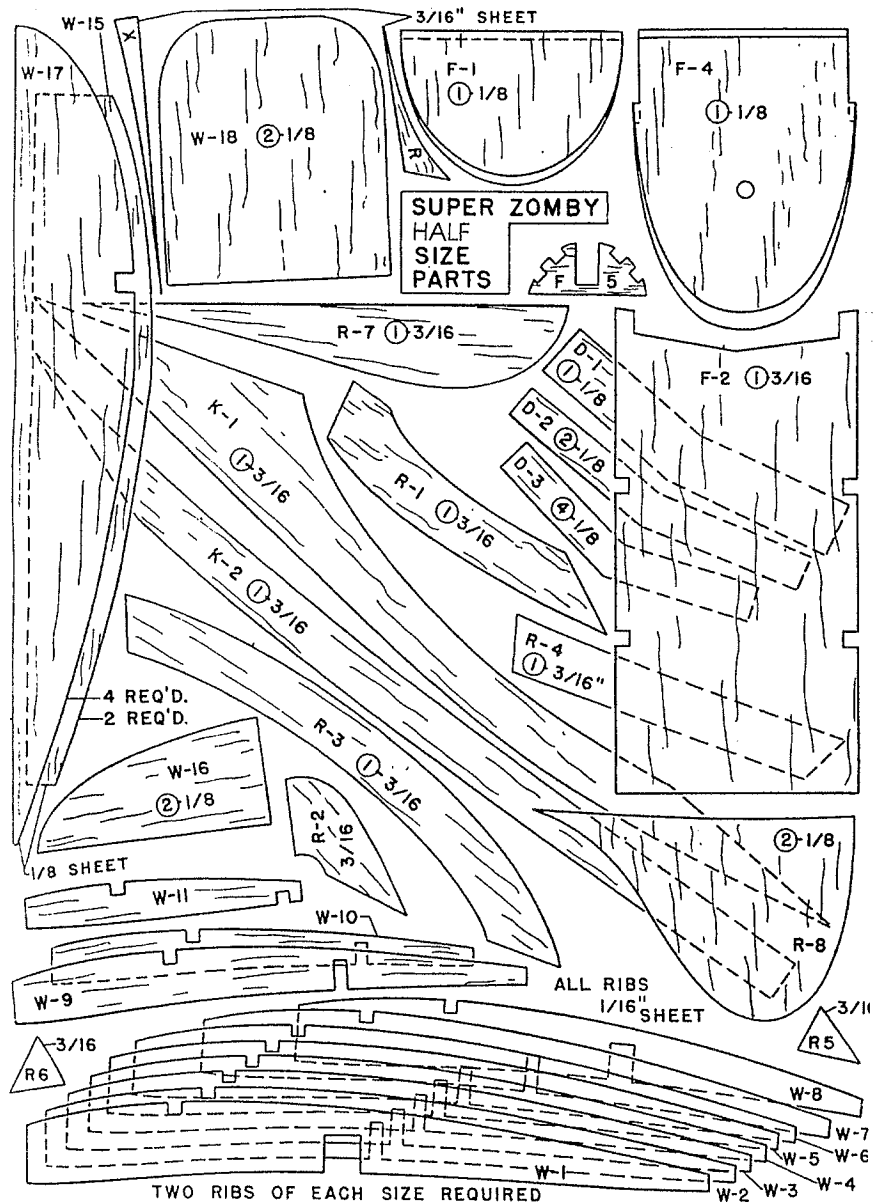 W-15
X
3/16" SHEET
W-17
F-1
① 1/8
F-4
① 1/8
W-18 ② 1/8
R
SUPER ZOMBY
HALF
SIZE
PARTS
F 5
R-7 ① 3/16
D-1
① 1/8
F-2 ① 3/16
D-2 ② 1/8
D-3
④ 1/8
K-1
① 3/16
R-1
① 3/16
K-2 ① 3/16
R-4
① 3/16"
4 REQ'D.
2 REQ'D.
R-3
① 3/16
W-16
② 1/8
R-2
3/16
② 1/8
R-8
1/8 SHEET
W-11
W-10
W-9
ALL RIBS
1/16"
SHEET
3/16
R5
3/16
R6
W-8
W-7
W-6
W-5
W-4
W-3
W-2
W-1
TWO RIBS OF EACH SIZE REQUIRED